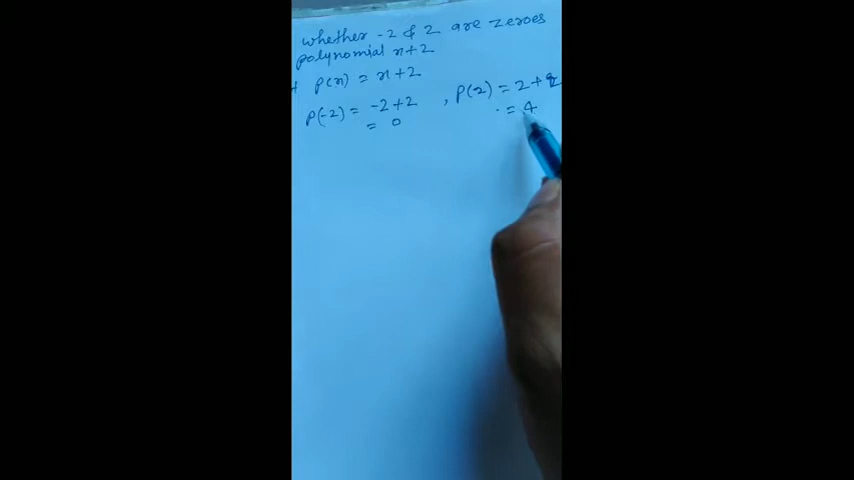 whether -2 & 2 are zeroes
polynomial x+2
p(x) = x+2
p(-2) = -2+2 , p(2) = 2+2
= 0 = 4